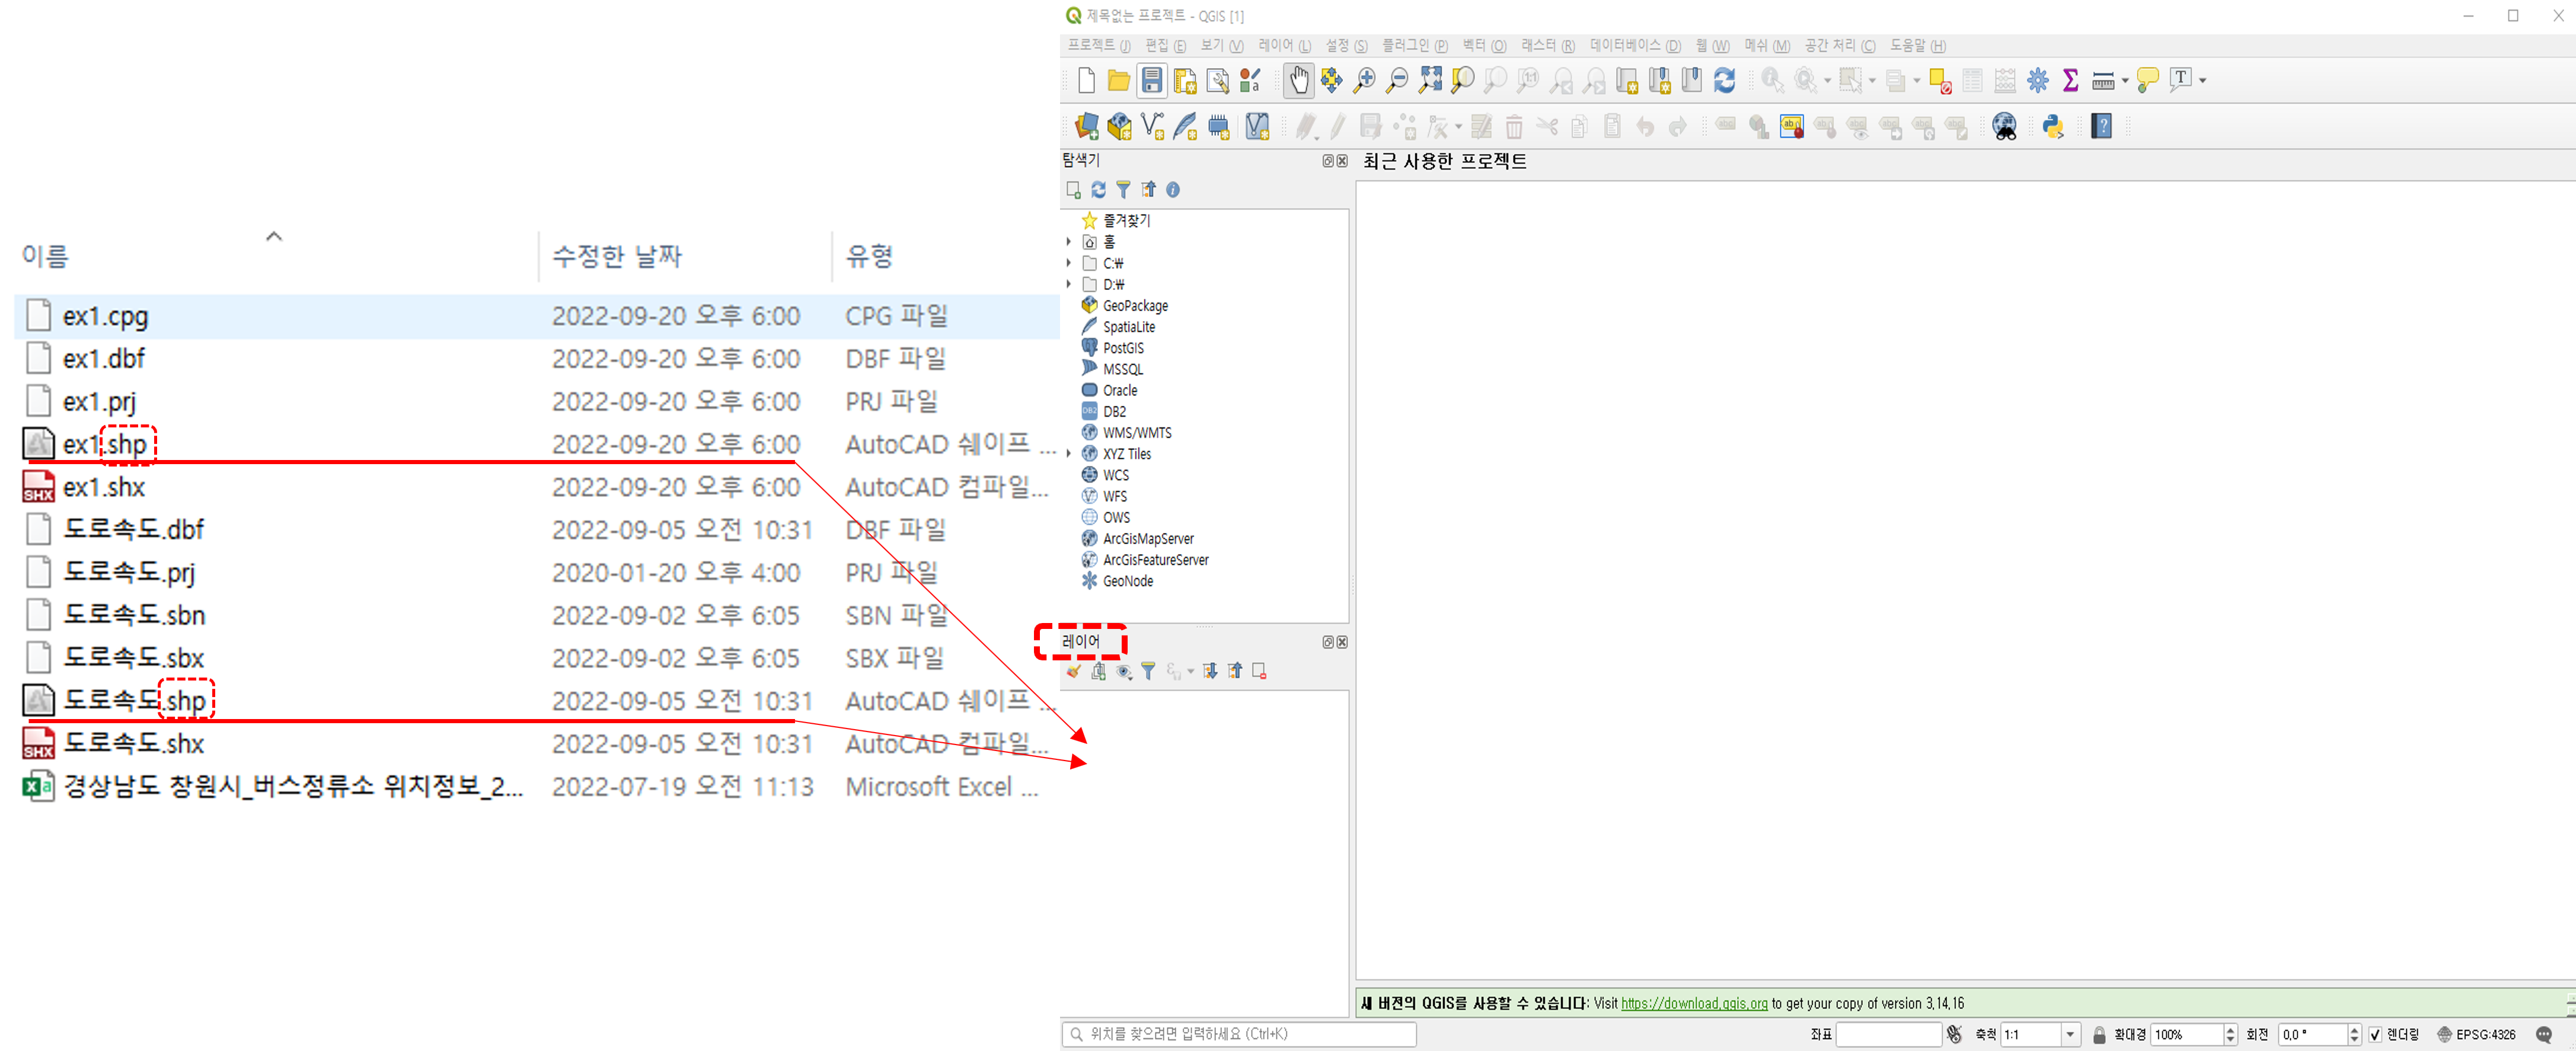 이름 수정한 날짜 유형
ex1.cpg 2022-09-20 오후 6:00 CPG 파일
ex1.dbf 2022-09-20 오후 6:00 DBF 파일
ex1.prj 2022-09-20 오후 6:00 PRJ 파일
ex1.shp 2022-09-20 오후 6:00 AutoCAD 쉐이프 ...
ex1.shx 2022-09-20 오후 6:00 AutoCAD 컴파일...
도로속도.dbf 2022-09-05 오전 10:31 DBF 파일
도로속도.prj 2020-01-20 오후 4:00 PRJ 파일
도로속도.sbn 2022-09-02 오후 6:05 SBN 파일
도로속도.sbx 2022-09-02 오후 6:05 SBX 파일
도로속도.shp 2022-09-05 오전 10:31 AutoCAD 쉐이프 ...
도로속도.shx 2022-09-05 오전 10:31 AutoCAD 컴파일...
경상남도 창원시_버스정류소 위치정보_2... 2022-07-19 오전 11:13 Microsoft Excel ...
제목없는 프로젝트 - QGIS [1]
프로젝트 (J) 편집 (E) 보기 (V) 레이어 (L) 설정 (S) 플러그인 (P) 벡터 (O) 래스터 (R) 데이터베이스 (D) 웹 (W) 메쉬 (M) 공간 처리 (C) 도움말 (H)
탐색기
최근 사용한 프로젝트
즐겨찾기
홈
C:₩
D:₩
GeoPackage
SpatiaLite
PostGIS
MSSQL
Oracle
DB2
WMS/WMTS
XYZ Tiles
WCS
WFS
OWS
ArcGisMapServer
ArcGisFeatureServer
GeoNode
레이어
새 버전의 QGIS를 사용할 수 있습니다: Visit https://download.qgis.org to get your copy of version 3.14.16
위치를 찾으려면 입력하세요 (Ctrl+K)
좌표 축척 1:1 확대경 100% 회전 0.0 ° 렌더링 EPSG:4326